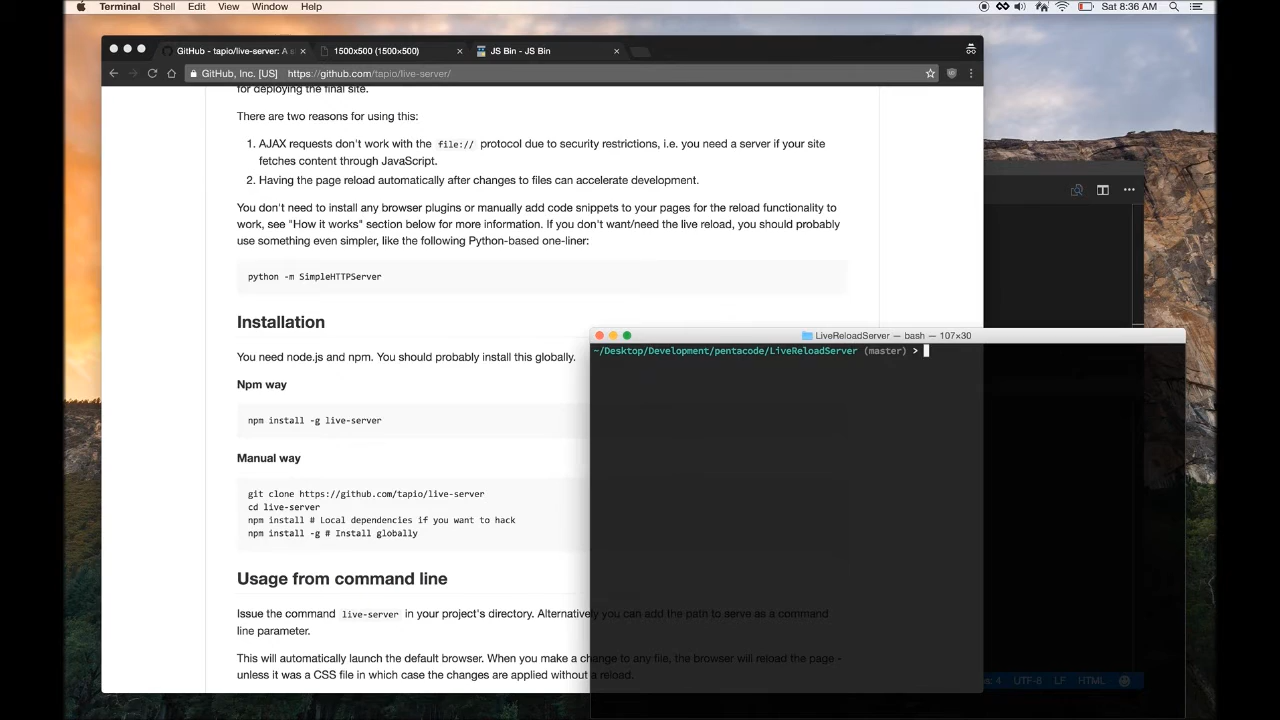 Terminal Shell Edit View Window Help Sat 8:36 AM
GitHub - tapio/live-server: A s 1500x500 (1500×500) JS Bin - JS Bin
GitHub, Inc. [US] https://github.com/tapio/live-server/
for deploying the final site.
There are two reasons for using this:
1. AJAX requests don't work with the file:// protocol due to security restrictions, i.e. you need a server if your site
fetches content through JavaScript.
2. Having the page reload automatically after changes to files can accelerate development.
You don't need to install any browser plugins or manually add code snippets to your pages for the reload functionality to
work, see "How it works" section below for more information. If you don't want/need the live reload, you should probably
use something even simpler, like the following Python-based one-liner:
python -m SimpleHTTPServer
Installation
You need node.js and npm. You should probably install this globally.
Npm way
npm install -g live-server
Manual way
git clone https://github.com/tapio/live-server
cd live-server
npm install # Local dependencies if you want to hack
npm install -g # Install globally
Usage from command line
Issue the command live-server in your project's directory. Alternatively you can add the path to serve as a command
line parameter.
This will automatically launch the default browser. When you make a change to any file, the browser will reload the page -
unless it was a CSS file in which case the changes are applied without a reload.
LiveReloadServer — bash — 107×30
~/Desktop/Development/pentacode/LiveReloadServer (master) >
: 4 UTF-8 LF HTML